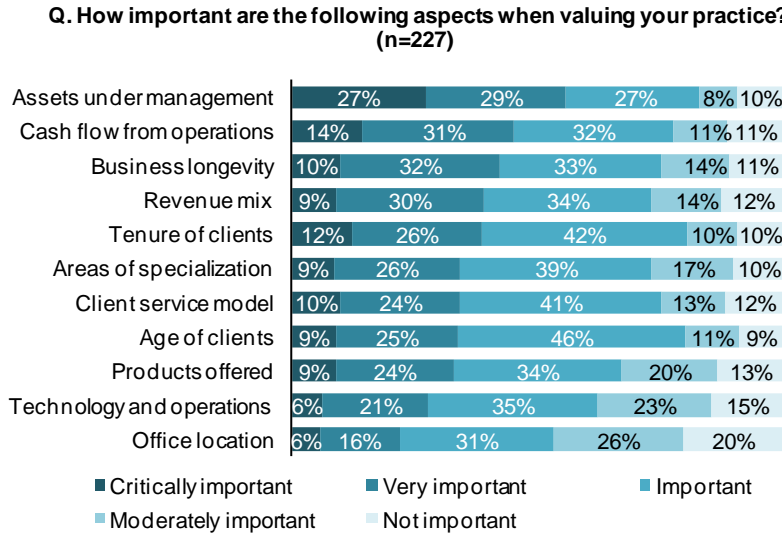 Q. How important are the following aspects when valuing your practice?
(n=227)
Assets under management 27% 29% 27% 8% 10%
Cash flow from operations 14% 31% 32% 11% 11%
Business longevity 10% 32% 33% 14% 11%
Revenue mix 9% 30% 34% 14% 12%
Tenure of clients 12% 26% 42% 10% 10%
Areas of specialization 9% 26% 39% 17% 10%
Client service model 10% 24% 41% 13% 12%
Age of clients 9% 25% 46% 11% 9%
Products offered 9% 24% 34% 20% 13%
Technology and operations 6% 21% 35% 23% 15%
Office location 6% 16% 31% 26% 20%
Critically important Very important Important
Moderately important Not important